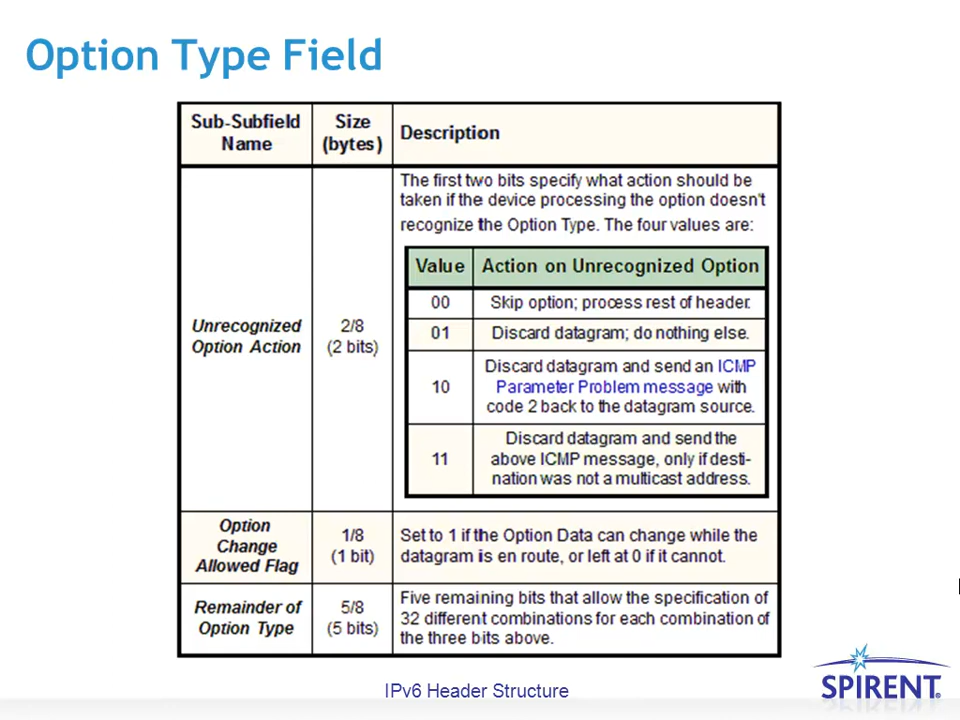 Option Type Field
Sub-Subfield
Name
Size
(bytes)
Description
Unrecognized
Option Action
2/8
(2 bits)
The first two bits specify what action should be
taken if the device processing the option doesn't
recognize the Option Type. The four values are:
Value
Action on Unrecognized Option
00
Skip option; process rest of header.
01
Discard datagram; do nothing else.
10
Discard datagram and send an ICMP
Parameter Problem message with
code 2 back to the datagram source.
11
Discard datagram and send the
above ICMP message, only if desti-
nation was not a multicast address.
Option
Change
Allowed Flag
1/8
(1 bit)
Set to 1 if the Option Data can change while the
datagram is en route, or left at 0 if it cannot.
Remainder of
Option Type
5/8
(5 bits)
Five remaining bits that allow the specification of
32 different combinations for each combination of
the three bits above.
IPv6 Header Structure
SPIRENT®